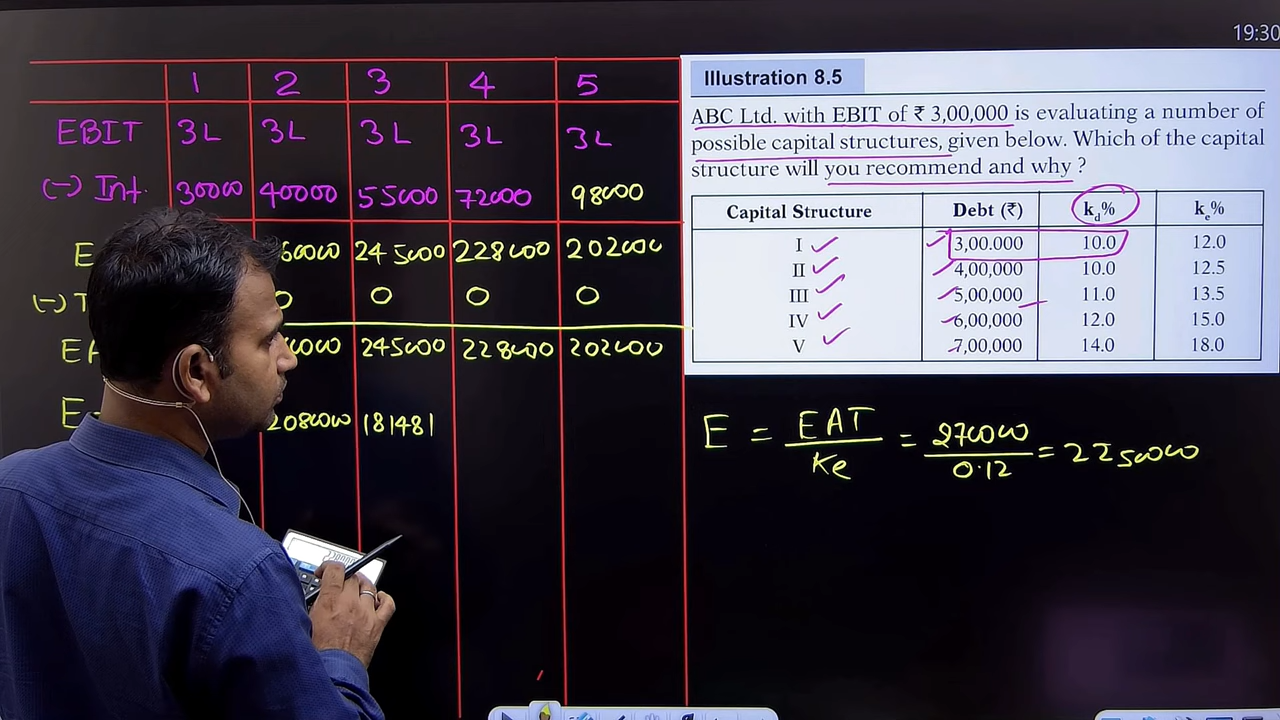 19:30
1 2 3 4 5
EBIT 3L 3L 3L 3L 3L
(-) Int. 30000 40000 55000 72000 98000
245000 228000 202000
0 0 0 0
245000 228000 202000
2080000 181481
Illustration 8.5
ABC Ltd. with EBIT of ₹ 3,00,000 is evaluating a number of
possible capital structures, given below. Which of the capital
structure will you recommend and why ?
Capital Structure Debt (₹) kd% ke%
I 3,00.000 10.0 12.0
II 4,00,000 10.0 12.5
III 5,00,000 11.0 13.5
IV 6,00,000 12.0 15.0
V 7,00,000 14.0 18.0
E = EAT / Ke = 270000 / 0.12 = 2250000